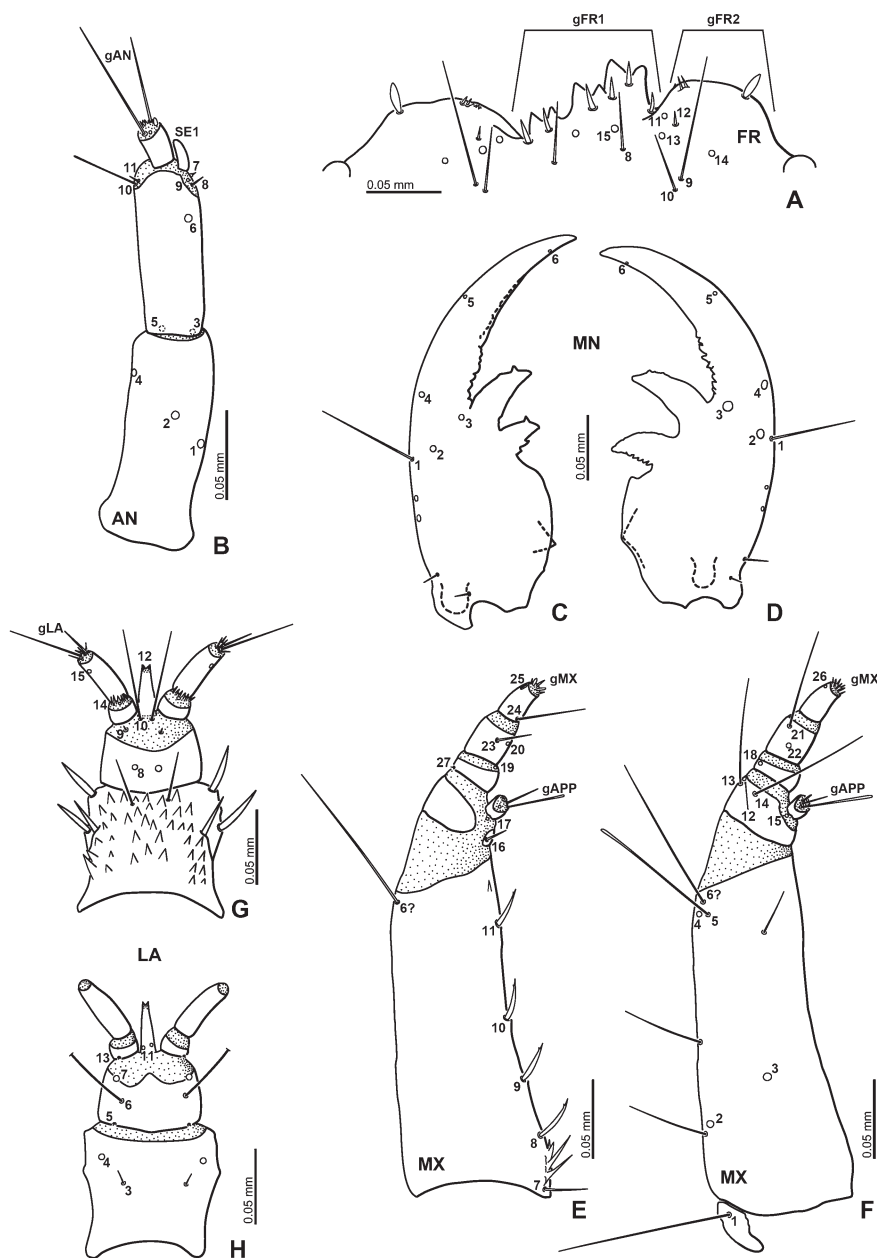 gFR1 gFR2
gAN
SE1
11 7
10 9 8
6
5 3
4
2
1
0.05 mm
AN
B
15 11 12
8 13 FR
14
10 9
0.05 mm
A
6 6
5 5
MN
4 4
3 3
2 2
1 1
0.05 mm
C D
gLA
12
15
14
10
9
8
0.05 mm
G
LA
13 11
7
6
5
4
3
0.05 mm
H
25 gMX
24
23 20
27 19
gAPP
17
16
6?
11
10
9
8
7
0.05 mm
MX
E
26 gMX
21
18 22
13
14 gAPP
12
15
6?
4 5
3
2
0.05 mm
MX
1
F